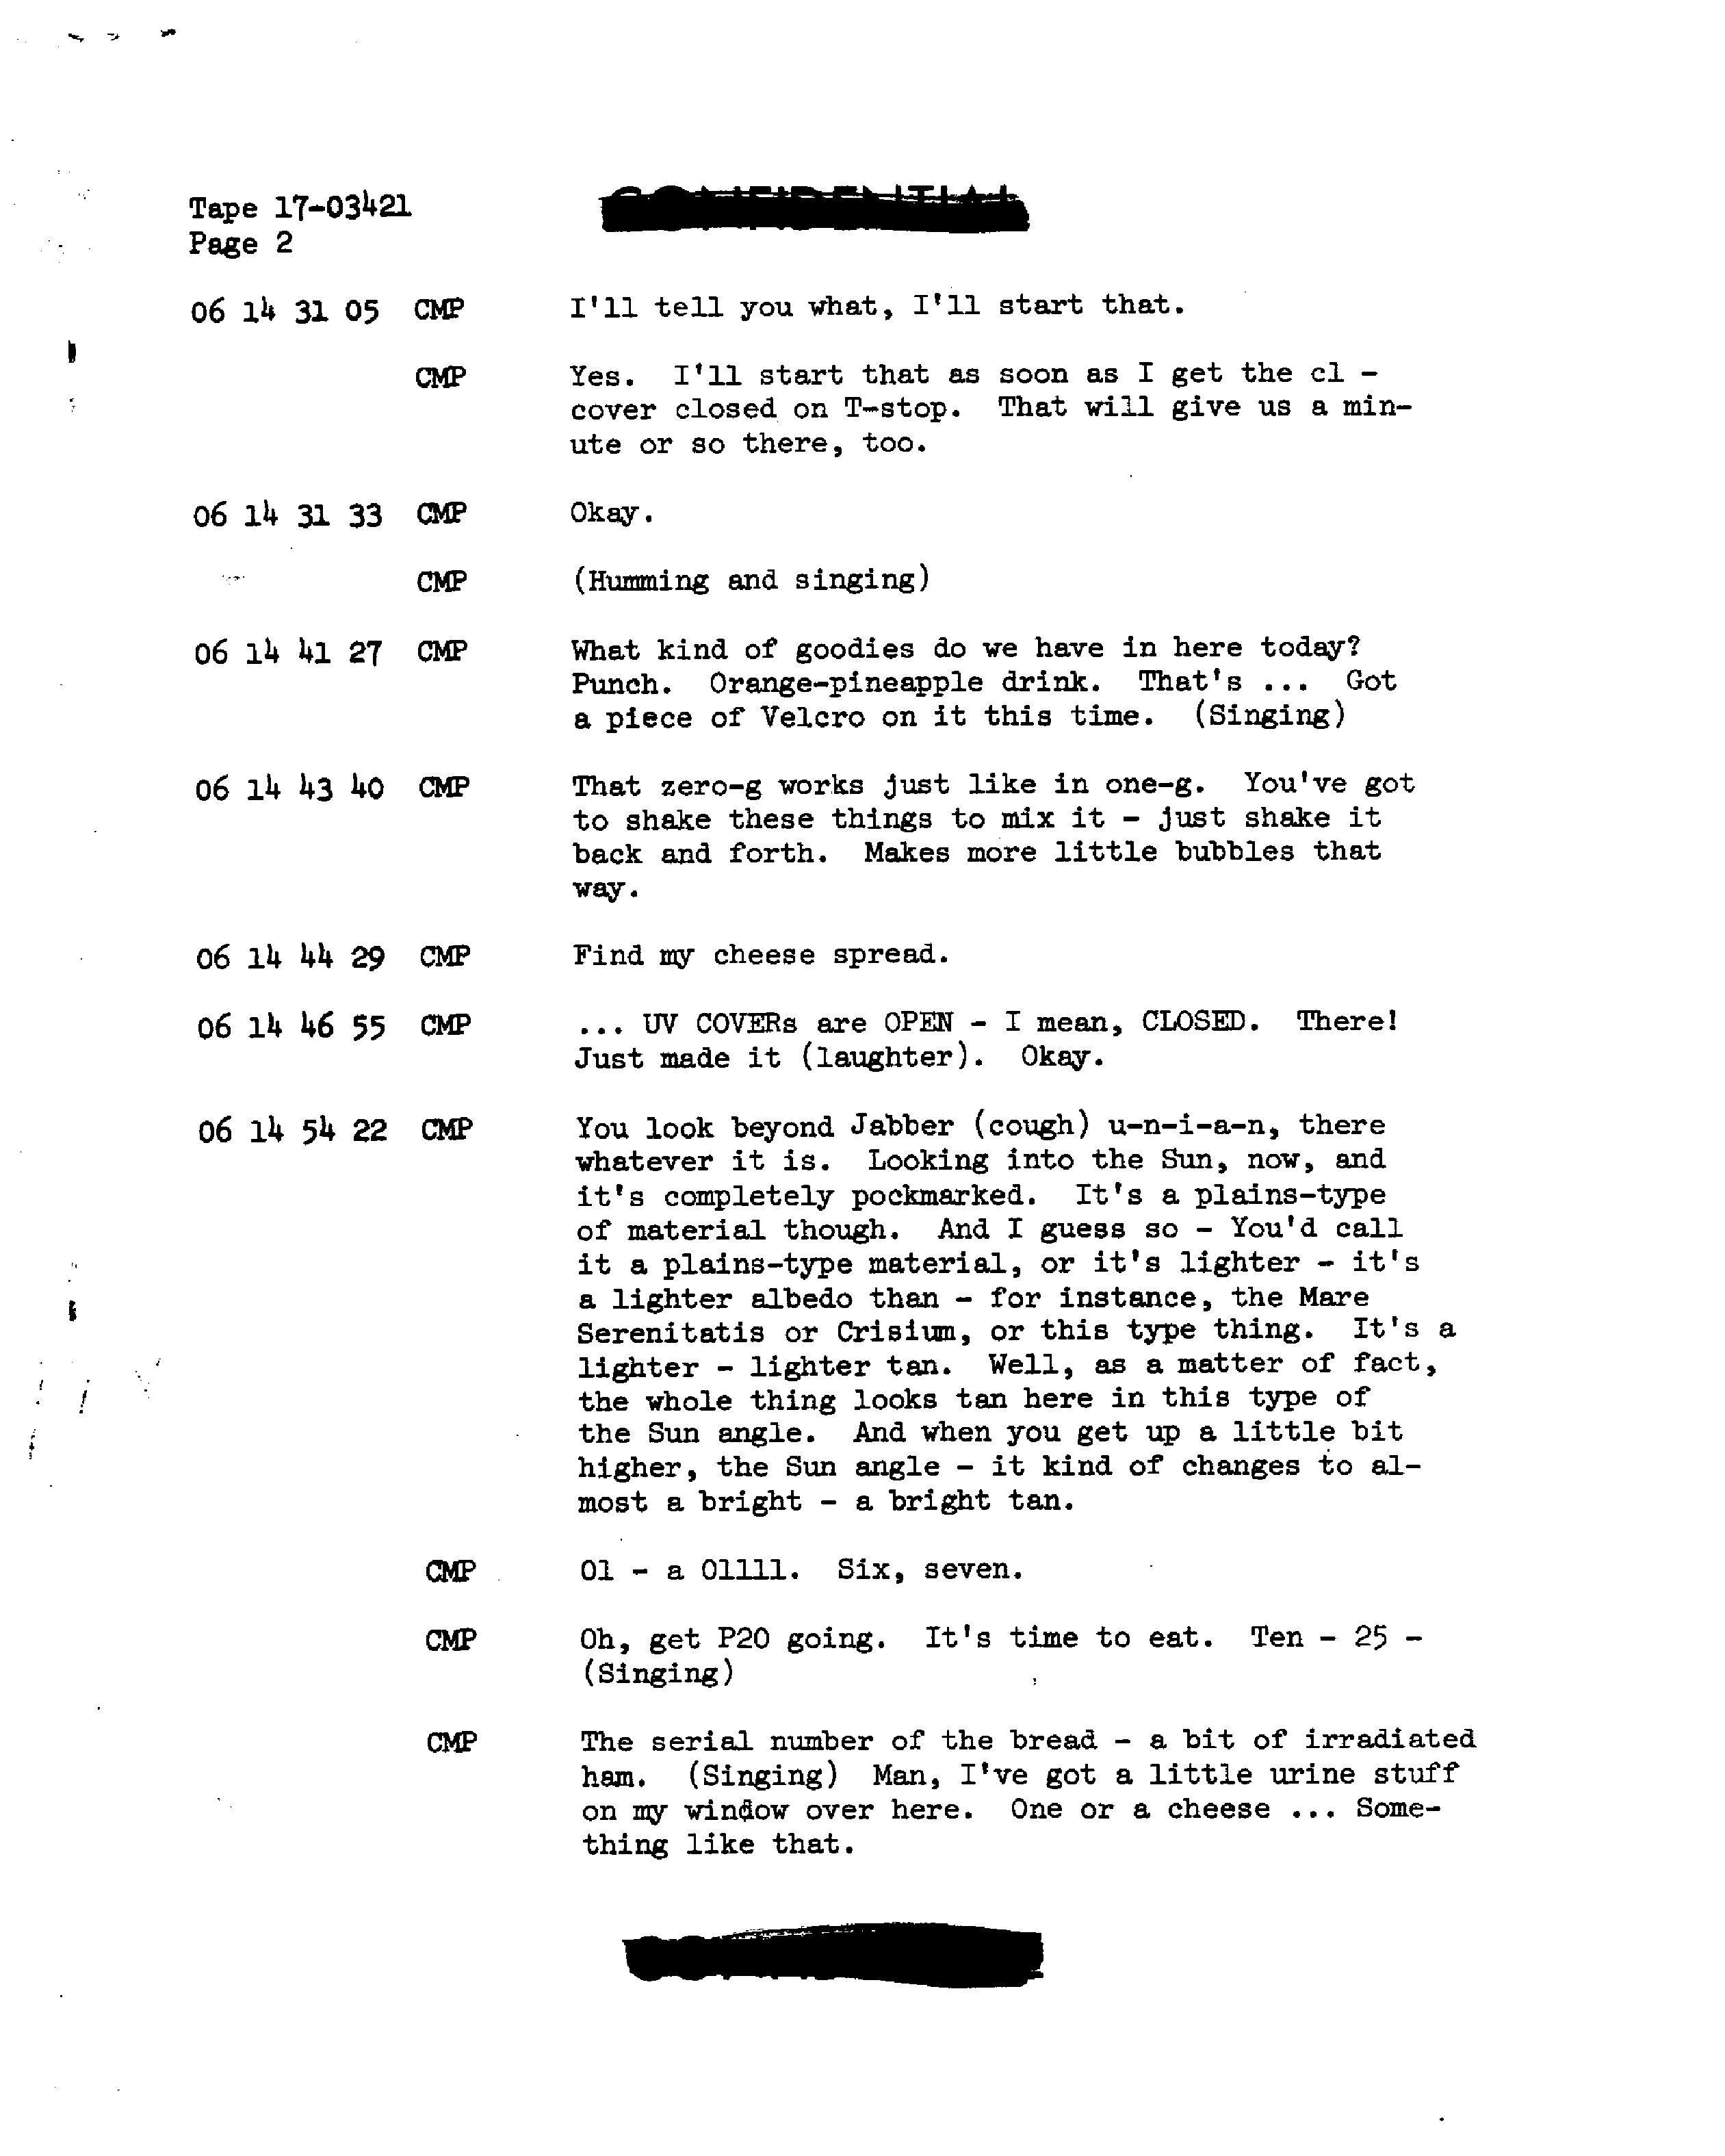 CONFIDENTIAL
Tape 17-03421
Page 2
06 14 31 05 CMP I'll tell you what, I'll start that.
CMP Yes. I'll start that as soon as I get the cl -
cover closed on T-stop. That will give us a min-
ute or so there, too.
06 14 31 33 CMP Okay.
CMP (Humming and singing)
06 14 41 27 CMP What kind of goodies do we have in here today?
Punch. Orange-pineapple drink. That's ... Got
a piece of Velcro on it this time. (Singing)
06 14 43 40 CMP That zero-g works just like in one-g. You've got
to shake these things to mix it - just shake it
back and forth. Makes more little bubbles that
way.
06 14 44 29 CMP Find my cheese spread.
06 14 46 55 CMP ... UV COVERs are OPEN - I mean, CLOSED. There!
Just made it (laughter). Okay.
06 14 54 22 CMP You look beyond Jabber (cough) u-n-i-a-n, there
whatever it is. Looking into the Sun, now, and
it's completely pockmarked. It's a plains-type
of material though. And I guess so - You'd call
it a plains-type material, or it's lighter - it's
a lighter albedo than - for instance, the Mare
Serenitatis or Crisium, or this type thing. It's a
lighter - lighter tan. Well, as a matter of fact,
the whole thing looks tan here in this type of
the Sun angle. And when you get up a little bit
higher, the Sun angle - it kind of changes to al-
most a bright - a bright tan.
CMP 01 - a 01111. Six, seven.
CMP Oh, get P20 going. It's time to eat. Ten - 25 -
(Singing)
CMP The serial number of the bread - a bit of irradiated
ham. (Singing) Man, I've got a little urine stuff
on my window over here. One or a cheese ... Some-
thing like that.